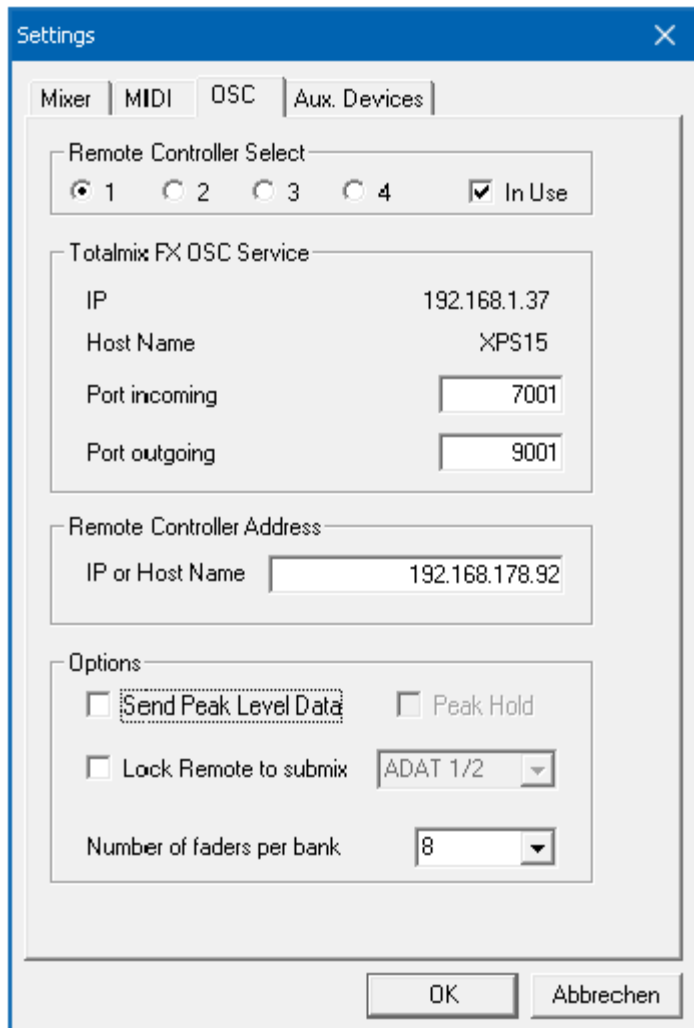 Settings
Mixer MIDI OSC Aux. Devices
Remote Controller Select
1 2 3 4 In Use
Totalmix FX OSC Service
IP 192.168.1.37
Host Name XPS15
Port incoming 7001
Port outgoing 9001
Remote Controller Address
IP or Host Name 192.168.178.92
Options
Send Peak Level Data Peak Hold
Lock Remote to submix ADAT 1/2
Number of faders per bank 8
OK Abbrechen